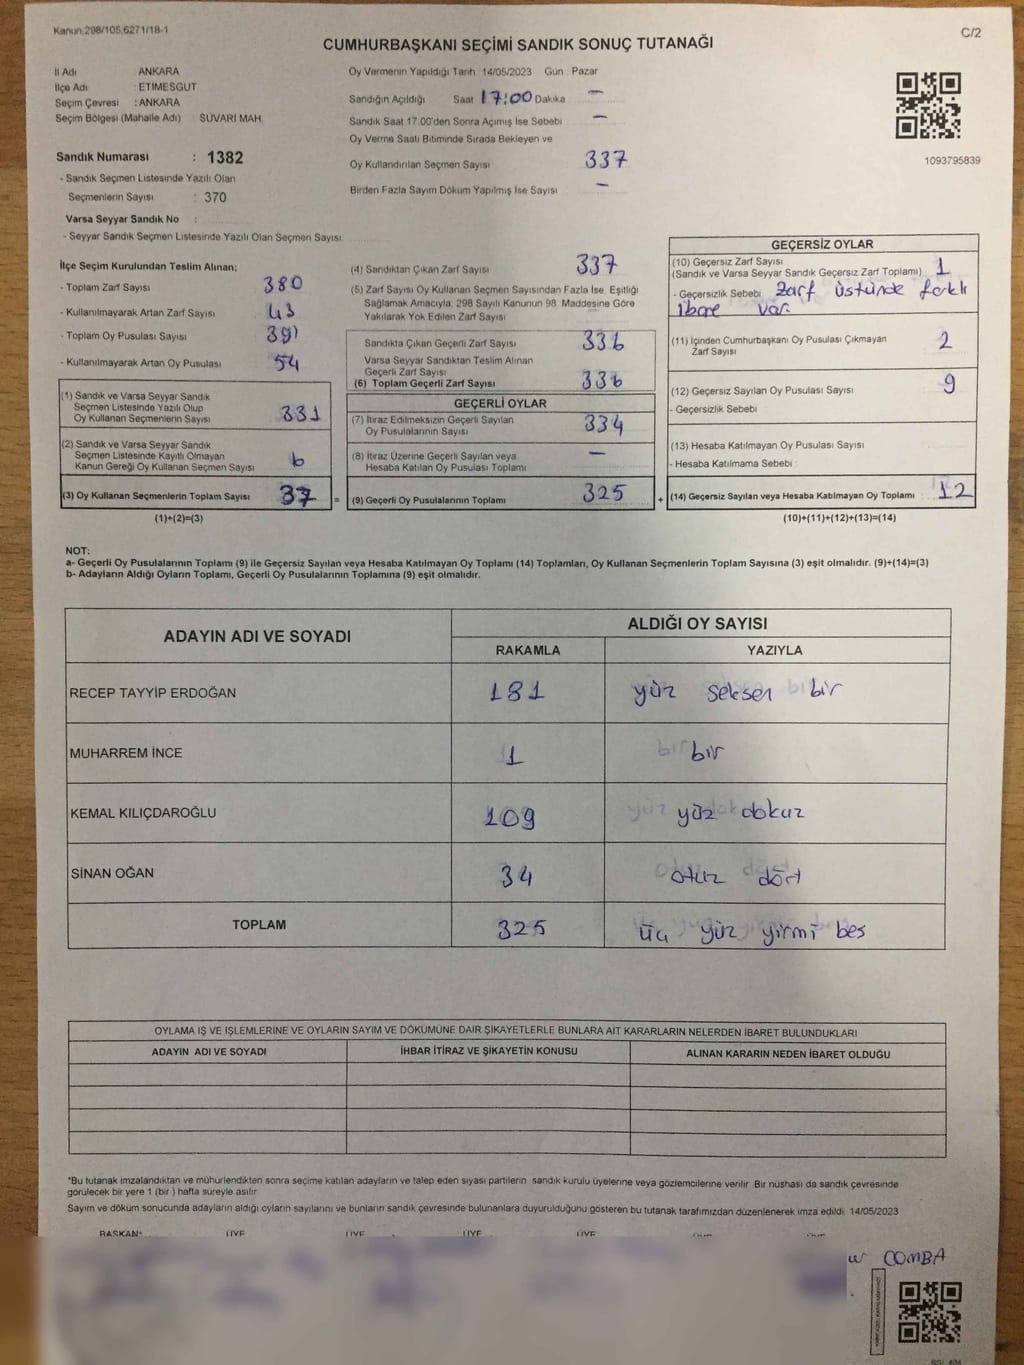 Kanun.298/105,6271/18-1
C/2
CUMHURBAŞKANI SEÇİMİ SANDIK SONUÇ TUTANAĞI
İl Adı ANKARA
İlçe Adı : ETİMESGUT
Seçim Çevresi : ANKARA
Seçim Bölgesi (Mahalle Adı) SUVARİ MAH.
Sandık Numarası : 1382
- Sandık Seçmen Listesinde Yazılı Olan
Seçmenlerin Sayısı : 370
Varsa Seyyar Sandık No :
- Seyyar Sandık Seçmen Listesinde Yazılı Olan Seçmen Sayısı:
Oy Vermenin Yapıldığı Tarih 14/05/2023 Gün Pazar
Sandığın Açıldığı Saat 17:00 Dakika —
Sandık Saat 17.00'den Sonra Açımış İse Sebebi —
Oy Verme Saati Bitiminde Sırada Bekleyen ve
Oy Kullandırılan Seçmen Sayısı 337
Birden Fazla Sayım Döküm Yapılmış İse Sayısı —
1093795839
İlçe Seçim Kurulundan Teslim Alınan;
- Toplam Zarf Sayısı 380
- Kullanılmayarak Artan Zarf Sayısı 43
- Toplam Oy Pusulası Sayısı 391
- Kullanılmayarak Artan Oy Pusulası 54
(1) Sandık ve Varsa Seyyar Sandık
Seçmen Listesinde Yazılı Olup
Oy Kullanan Seçmenlerin Sayısı 331
(2) Sandık ve Varsa Seyyar Sandık
Seçmen Listesinde Kayıtlı Olmayan
Kanun Gereği Oy Kullanan Seçmen Sayısı 6
(3) Oy Kullanan Seçmenlerin Toplam Sayısı 37 =
(1)+(2)=(3)
(4) Sandıktan Çıkan Zarf Sayısı 337
(5) Zarf Sayısı Oy Kullanan Seçmen Sayısından Fazla İse, Eşitliği
Sağlamak Amacıyla, 298 Sayılı Kanunun 98. Maddesine Göre
Yakılarak Yok Edilen Zarf Sayısı
Sandıkta Çıkan Geçerli Zarf Sayısı 336
Varsa Seyyar Sandıktan Teslim Alınan
Geçerli Zarf Sayısı
(6) Toplam Geçerli Zarf Sayısı 336
GEÇERLİ OYLAR
(7) İtiraz Edilmeksizin Geçerli Sayılan
Oy Pusulalarının Sayısı 334
(8) İtiraz Üzerine Geçerli Sayılan veya
Hesaba Katılan Oy Pusulası Toplamı —
(9) Geçerli Oy Pusulalarının Toplamı 325 +
GEÇERSİZ OYLAR
(10) Geçersiz Zarf Sayısı
(Sandık ve Varsa Seyyar Sandık Geçersiz Zarf Toplamı) 1
- Geçersizlik Sebebi Zarf üstünde farklı
ibare var.
(11) İçinden Cumhurbaşkanı Oy Pusulası Çıkmayan
Zarf Sayısı 2
(12) Geçersiz Sayılan Oy Pusulası Sayısı 9
- Geçersizlik Sebebi
(13) Hesaba Katılmayan Oy Pusulası Sayısı
- Hesaba Katılmama Sebebi
(14) Geçersiz Sayılan veya Hesaba Katılmayan Oy Toplamı 12
(10)+(11)+(12)+(13)=(14)
NOT:
a- Geçerli Oy Pusulalarının Toplamı (9) ile Geçersiz Sayılan veya Hesaba Katılmayan Oy Toplamı (14) Toplamları, Oy Kullanan Seçmenlerin Toplam Sayısına (3) eşit olmalıdır. (9)+(14)=(3)
b- Adayların Aldığı Oyların Toplamı, Geçerli Oy Pusulalarının Toplamına (9) eşit olmalıdır.
ADAYIN ADI VE SOYADI ALDIĞI OY SAYISI
RAKAMLA YAZIYLA
RECEP TAYYİP ERDOĞAN 181 yüz seksen bir
MUHARREM İNCE 1 bir
KEMAL KILIÇDAROĞLU 109 yüz dokuz
SİNAN OĞAN 34 otuz dört
TOPLAM 325 üç yüz yirmi beş
OYLAMA İŞ VE İŞLEMLERİNE VE OYLARIN SAYIM VE DÖKÜMÜNE DAİR ŞİKAYETLERLE BUNLARA AİT KARARLARIN NELERDEN İBARET BULUNDUKLARI
ADAYIN ADI VE SOYADI İHBAR İTİRAZ VE ŞİKAYETİN KONUSU ALINAN KARARIN NEDEN İBARET OLDUĞU
*Bu tutanak imzalandıktan ve mühürlendikten sonra seçime katılan adayların ve talep eden siyasi partilerin sandık kurulu üyelerine veya gözlemcilerine verilir. Bir nüshası da sandık çevresinde
görülecek bir yere 1 (bir) hafta süreyle asılır.
Sayım ve döküm sonucunda adayların aldığı oyların sayılarını ve bunların sandık çevresinde bulunanlara duyurulduğunu gösteren bu tutanak tarafımızdan düzenlenerek imza edildi. 14/05/2023
BAŞKAN* ÜYE ÜYE ÜYE ÜYE
COMBA